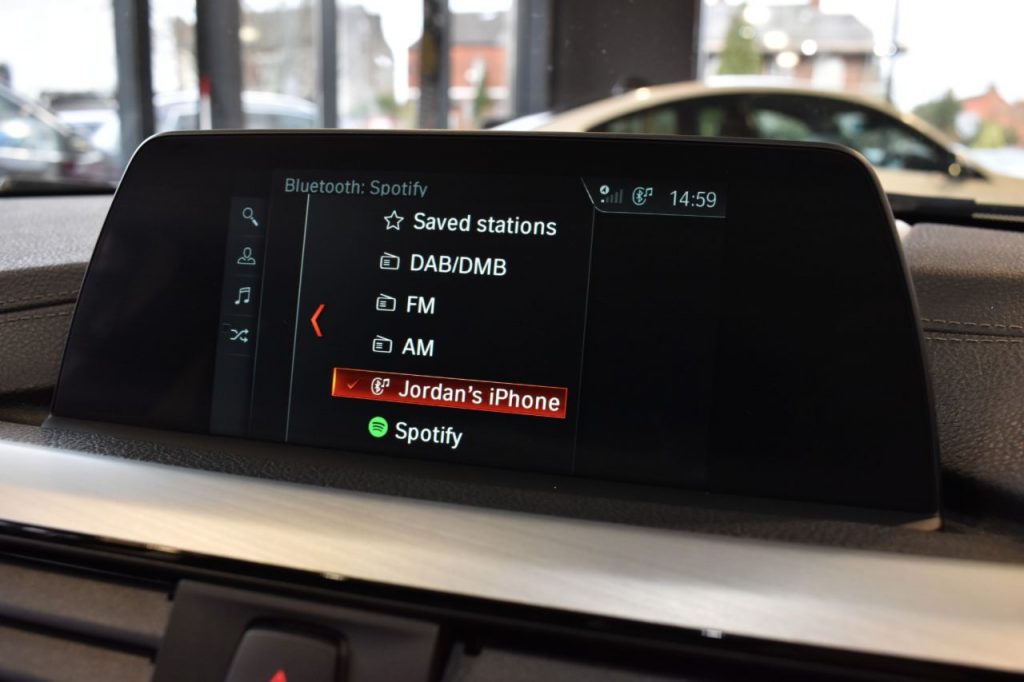 Bluetooth: Spotify
14:59
Saved stations
DAB/DMB
FM
AM
Jordan's iPhone
Spotify